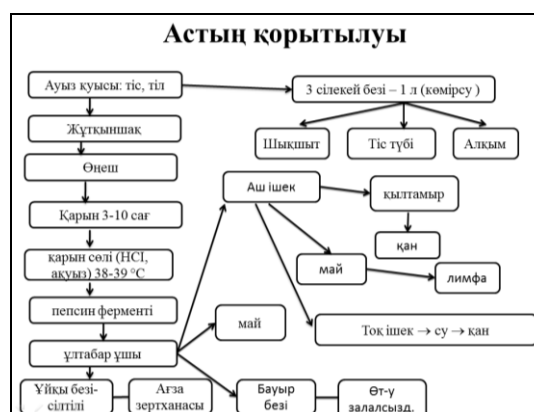 Астың қорытылуы
Ауыз қуысы: тіс, тіл
3 сілекей безі – 1 л (көмірсу )
Жұтқыншақ
Шықшыт
Тіс түбі
Алқым
Өңеш
Аш ішек
қылтамыр
Қарын 3-10 сағ
қан
қарын сөлі (HCI,
ақуыз) 38-39 °C
май
лимфа
пепсин ферменті
май
Тоқ ішек → су → қан
ұлтабар ұшы
Ұйқы безі-
сілтілі
Ағза
зертханасы
Бауыр
безі
Өт-у
залалсызд.